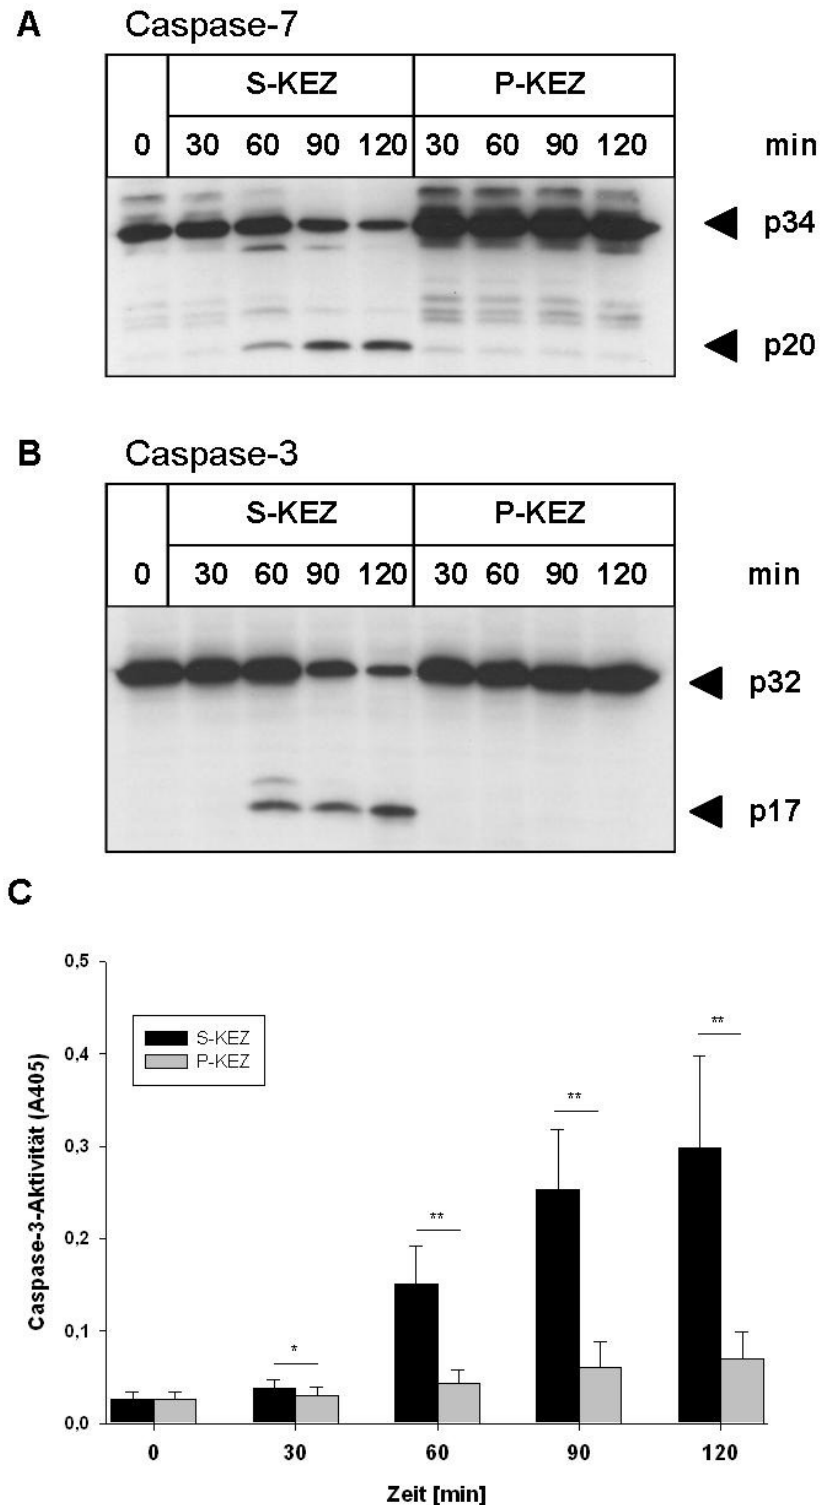 A Caspase-7
S-KEZ P-KEZ
0 30 60 90 120 30 60 90 120 min
p34
p20
B Caspase-3
S-KEZ P-KEZ
0 30 60 90 120 30 60 90 120 min
p32
p17
C
0,5
0,4
0,3
0,2
0,1
0,0
Caspase-3-Aktivität (A405)
S-KEZ
P-KEZ
*
**
**
**
0 30 60 90 120
Zeit [min]